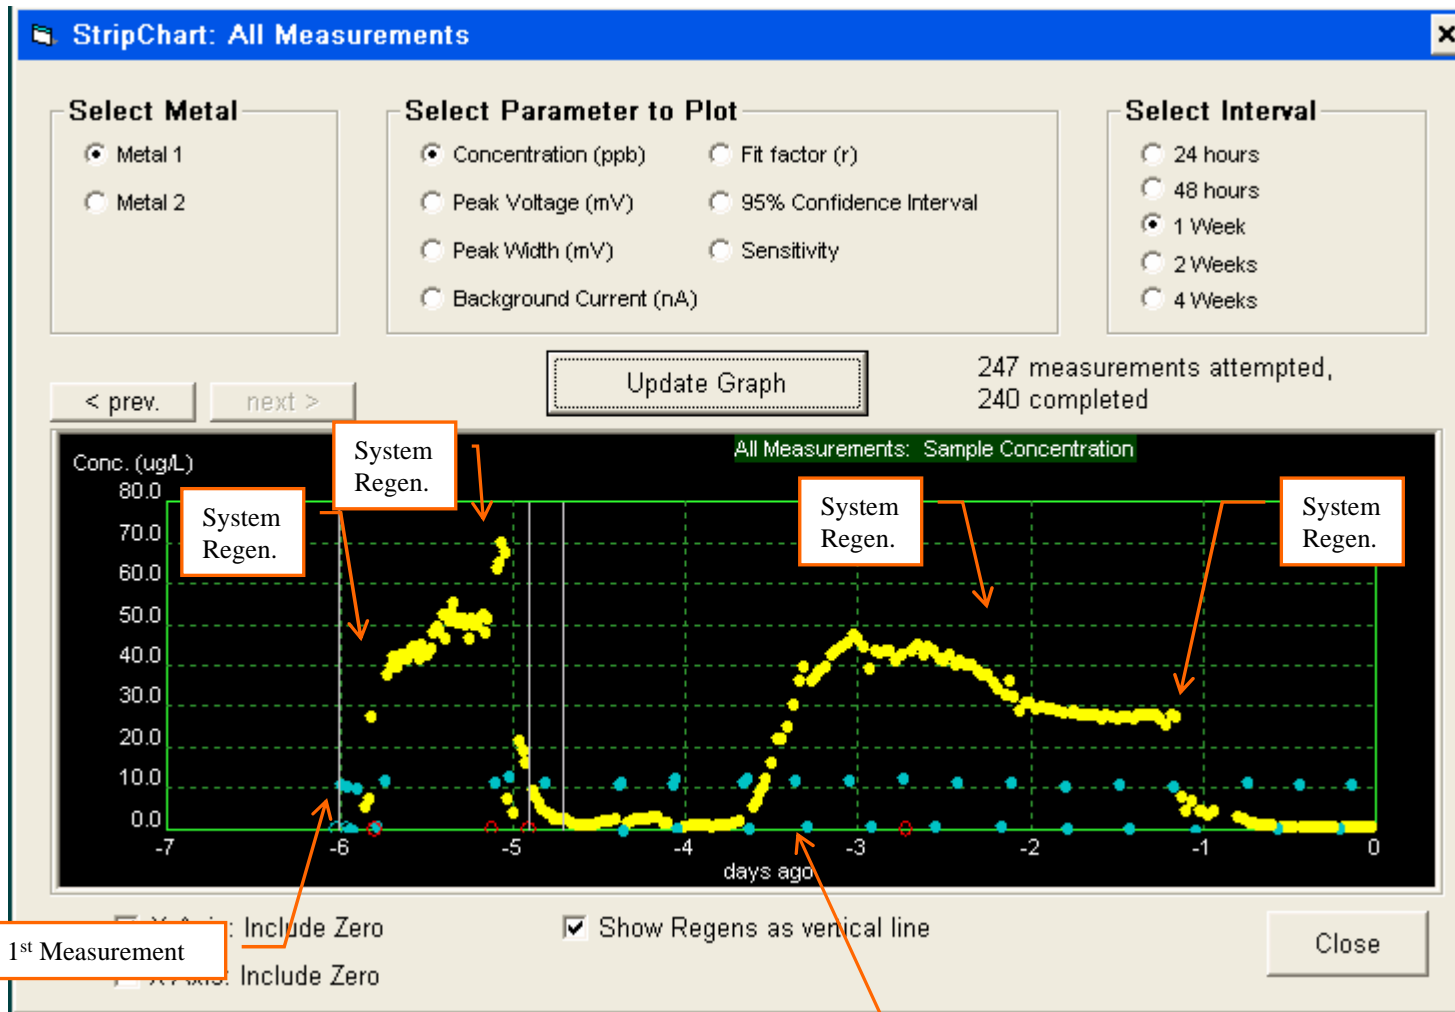 StripChart: All Measurements
Select Metal
Metal 1
Metal 2
Select Parameter to Plot
Concentration (ppb)
Peak Voltage (mV)
Peak Width (mV)
Background Current (nA)
Fit factor (r)
95% Confidence Interval
Sensitivity
Select Interval
24 hours
48 hours
1 Week
2 Weeks
4 Weeks
< prev.
next >
Update Graph
247 measurements attempted,
240 completed
All Measurements: Sample Concentration
Conc. (ug/L)
80.0
70.0
60.0
50.0
40.0
30.0
20.0
10.0
0.0
-7
-6
-5
-4
-3
-2
-1
0
days ago
System
Regen.
System
Regen.
System
Regen.
System
Regen.
1st Measurement
: Include Zero
Include Zero
Show Regens as vertical line
Close